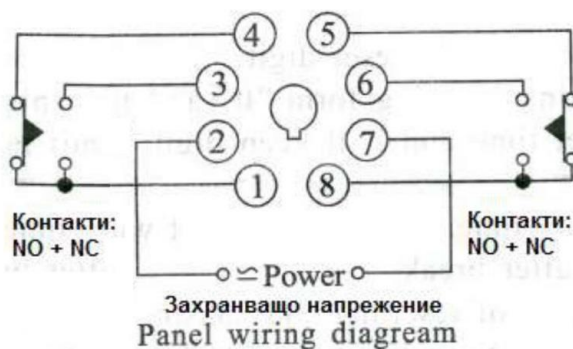 4 5
3 6
2 7
1 8
Контакти:
NO + NC
Контакти:
NO + NC
≃ Power
Захранващо напрежение
Panel wiring diagream